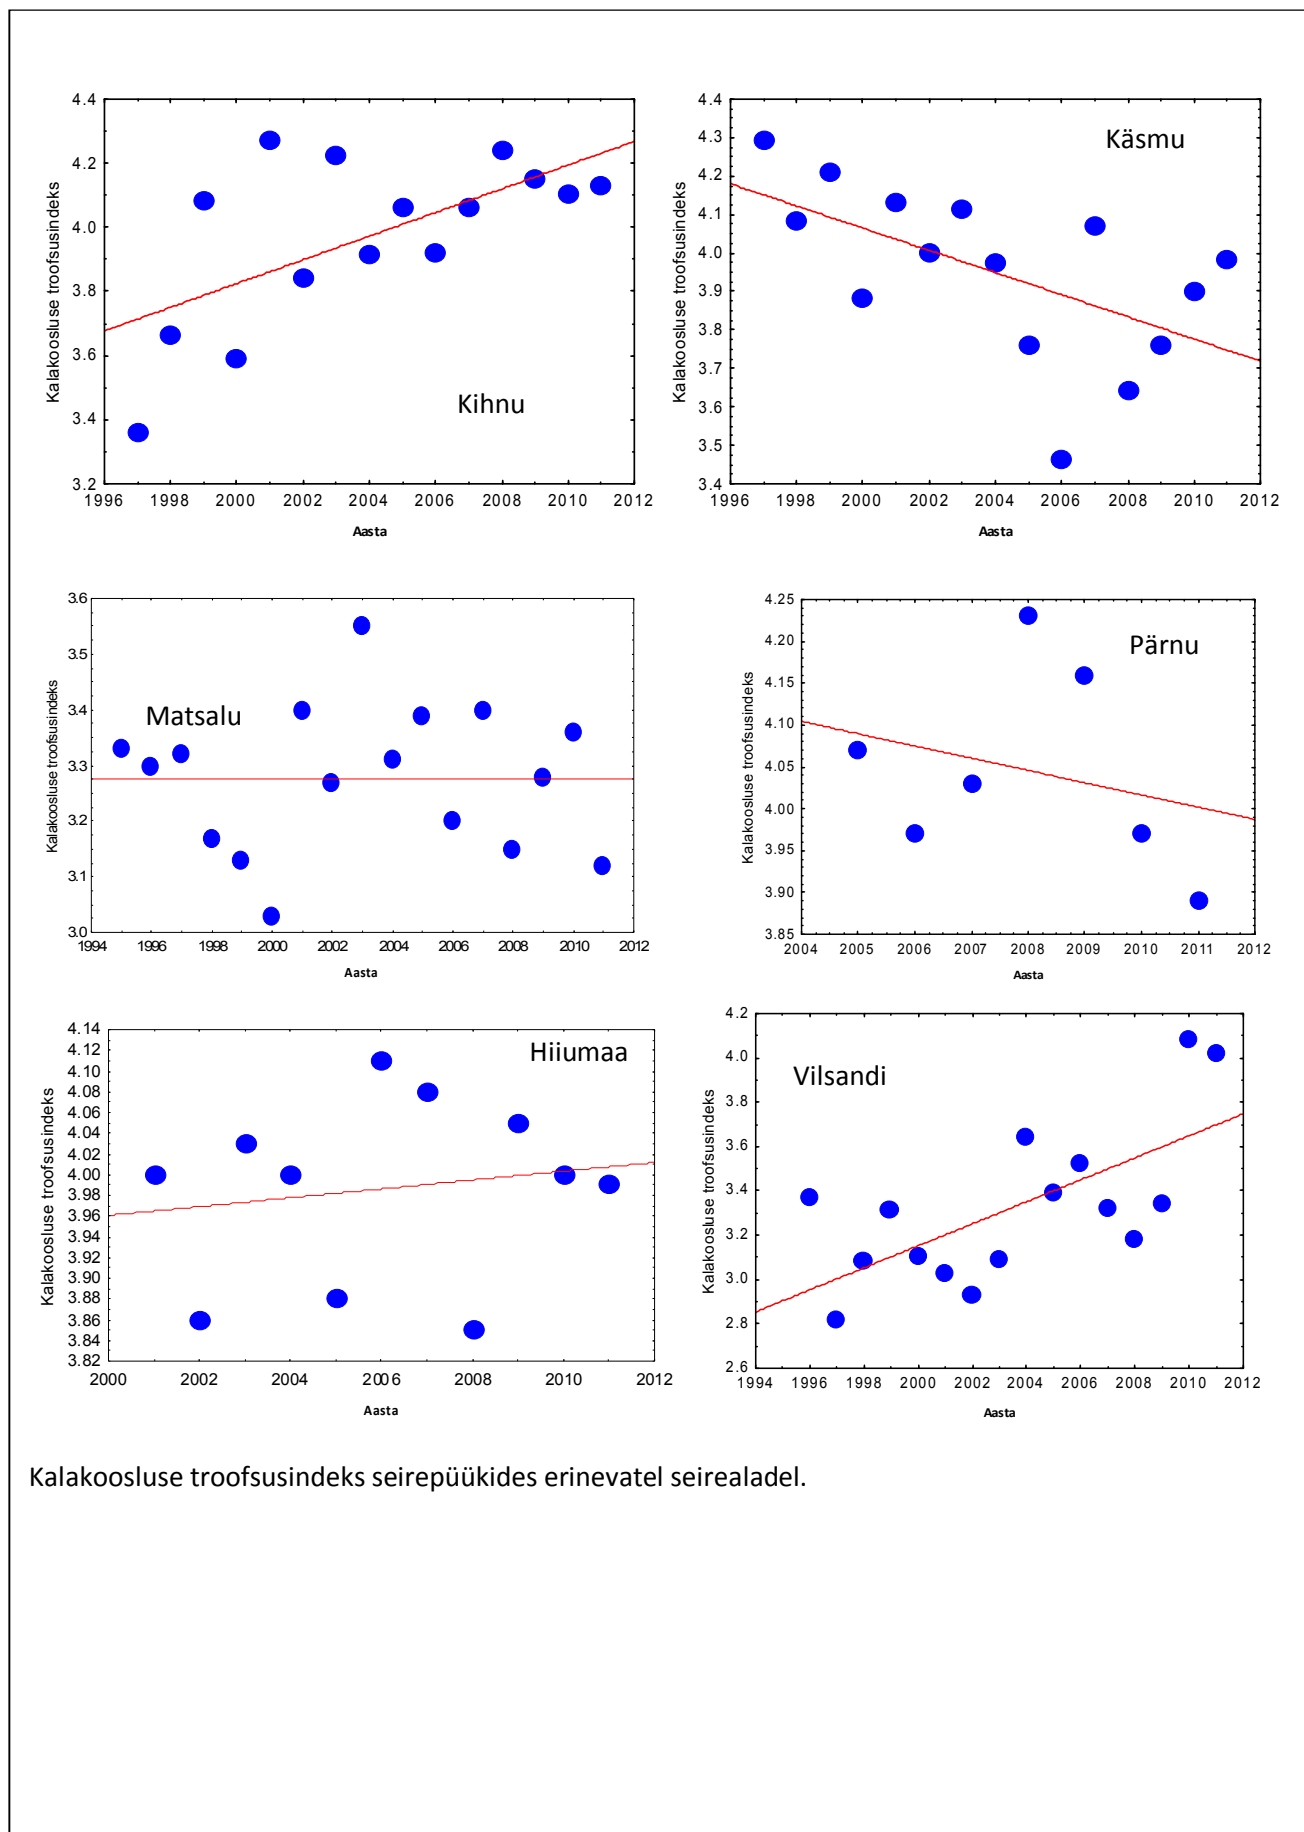 Kalakoosluse troofsusindeks
4.4
4.2
4.0
3.8
3.6
3.4
3.2
1996 1998 2000 2002 2004 2006 2008 2010 2012
Aasta
Kihnu
Kalakoosluse troofsusindeks
4.4
4.3
4.2
4.1
4.0
3.9
3.8
3.7
3.6
3.5
3.4
1996 1998 2000 2002 2004 2006 2008 2010 2012
Aasta
Käsmu
Kalakoosluse troofsusindeks
3.6
3.5
3.4
3.3
3.2
3.1
3.0
1994 1996 1998 2000 2002 2004 2006 2008 2010 2012
Aasta
Matsalu
Kalakoosluse troofsusindeks
4.25
4.20
4.15
4.10
4.05
4.00
3.95
3.90
3.85
2004 2005 2006 2007 2008 2009 2010 2011 2012
Aasta
Pärnu
Kalakoosluse troofsusindeks
4.14
4.12
4.10
4.08
4.06
4.04
4.02
4.00
3.98
3.96
3.94
3.92
3.90
3.88
3.86
3.84
3.82
2000 2002 2004 2006 2008 2010 2012
Aasta
Hiiumaa
Kalakoosluse troofsusindeks
4.2
4.0
3.8
3.6
3.4
3.2
3.0
2.8
2.6
1994 1996 1998 2000 2002 2004 2006 2008 2010 2012
Aasta
Vilsandi
Kalakoosluse troofsusindeks seirepüükides erinevatel seirealadel.